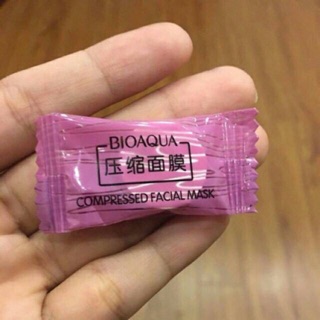 BIOAQUA
压缩面膜
COMPRESSED FACIAL MASK